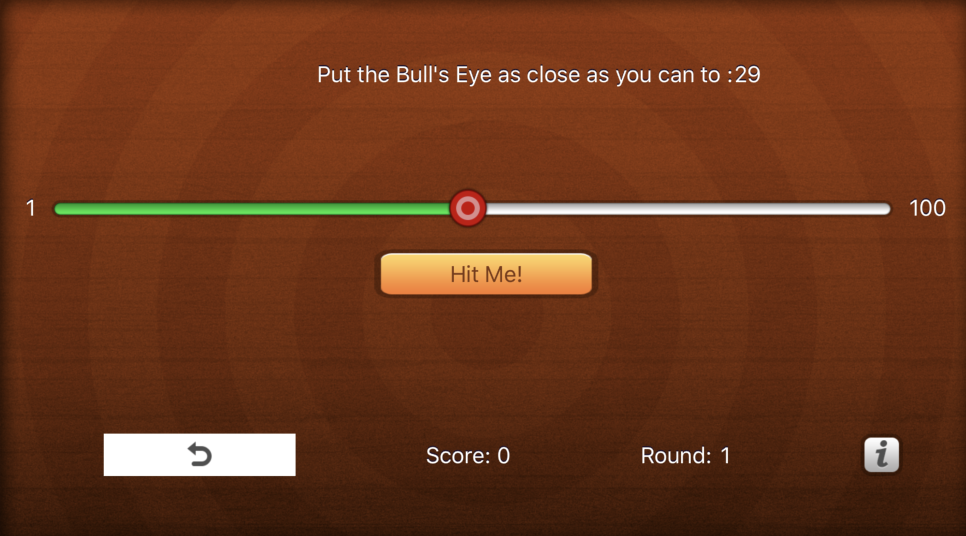 Put the Bull's Eye as close as you can to :29
1
100
Hit Me!
Score: 0
Round: 1
i